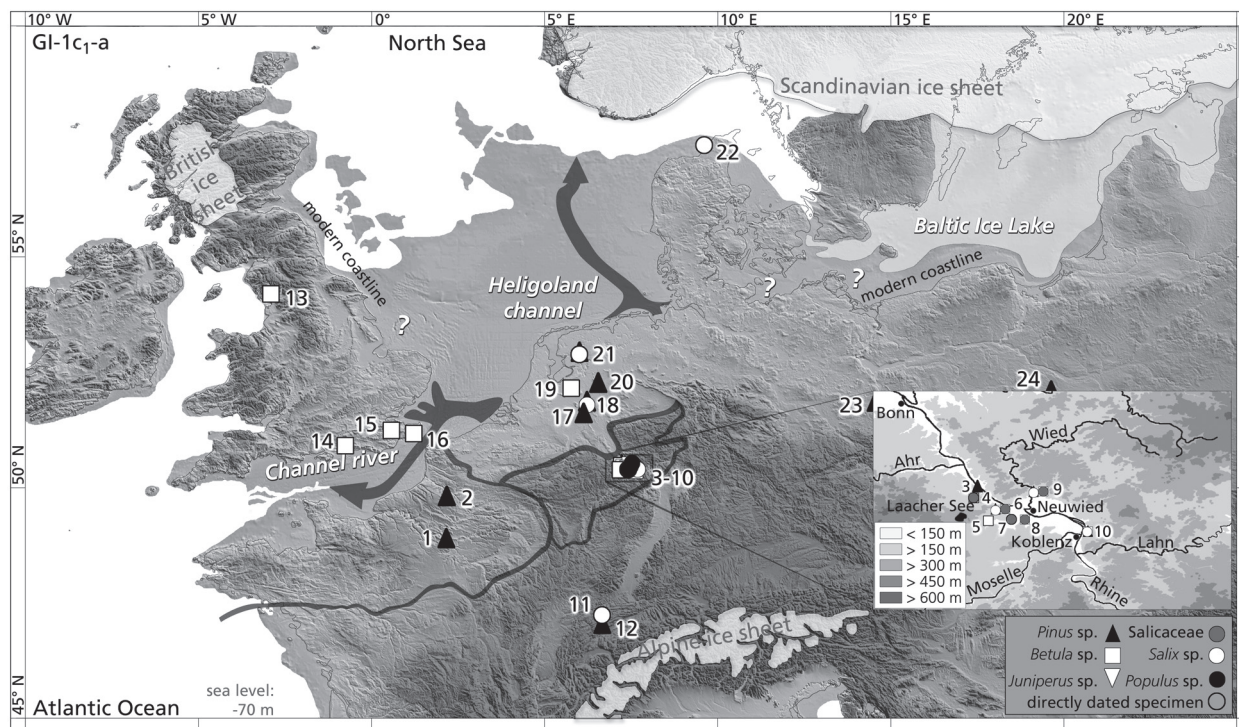 10° W 5° W 0° 5° E 10° E 15° E 20° E
GI-1c₁-a
North Sea
Scandinavian ice sheet
22
British
ice
sheet
modern coastline
55° N
Baltic Ice Lake
Heligoland
channel
?
?
modern coastline
13
?
21
19
20
18
17
24
23
15
14
16
Channel river
50° N
3-10
2
1
11
12
Alpine ice sheet
45° N
sea level:
-70 m
Atlantic Ocean
Bonn
Wied
Ahr
3
4
9
Laacher See
6
Neuwied
5
7
8
10
Koblenz
Lahn
Moselle
Rhine
< 150 m
> 150 m
> 300 m
> 450 m
> 600 m
Pinus sp. Salicaceae
Betula sp. Salix sp.
Juniperus sp. Populus sp.
directly dated specimen